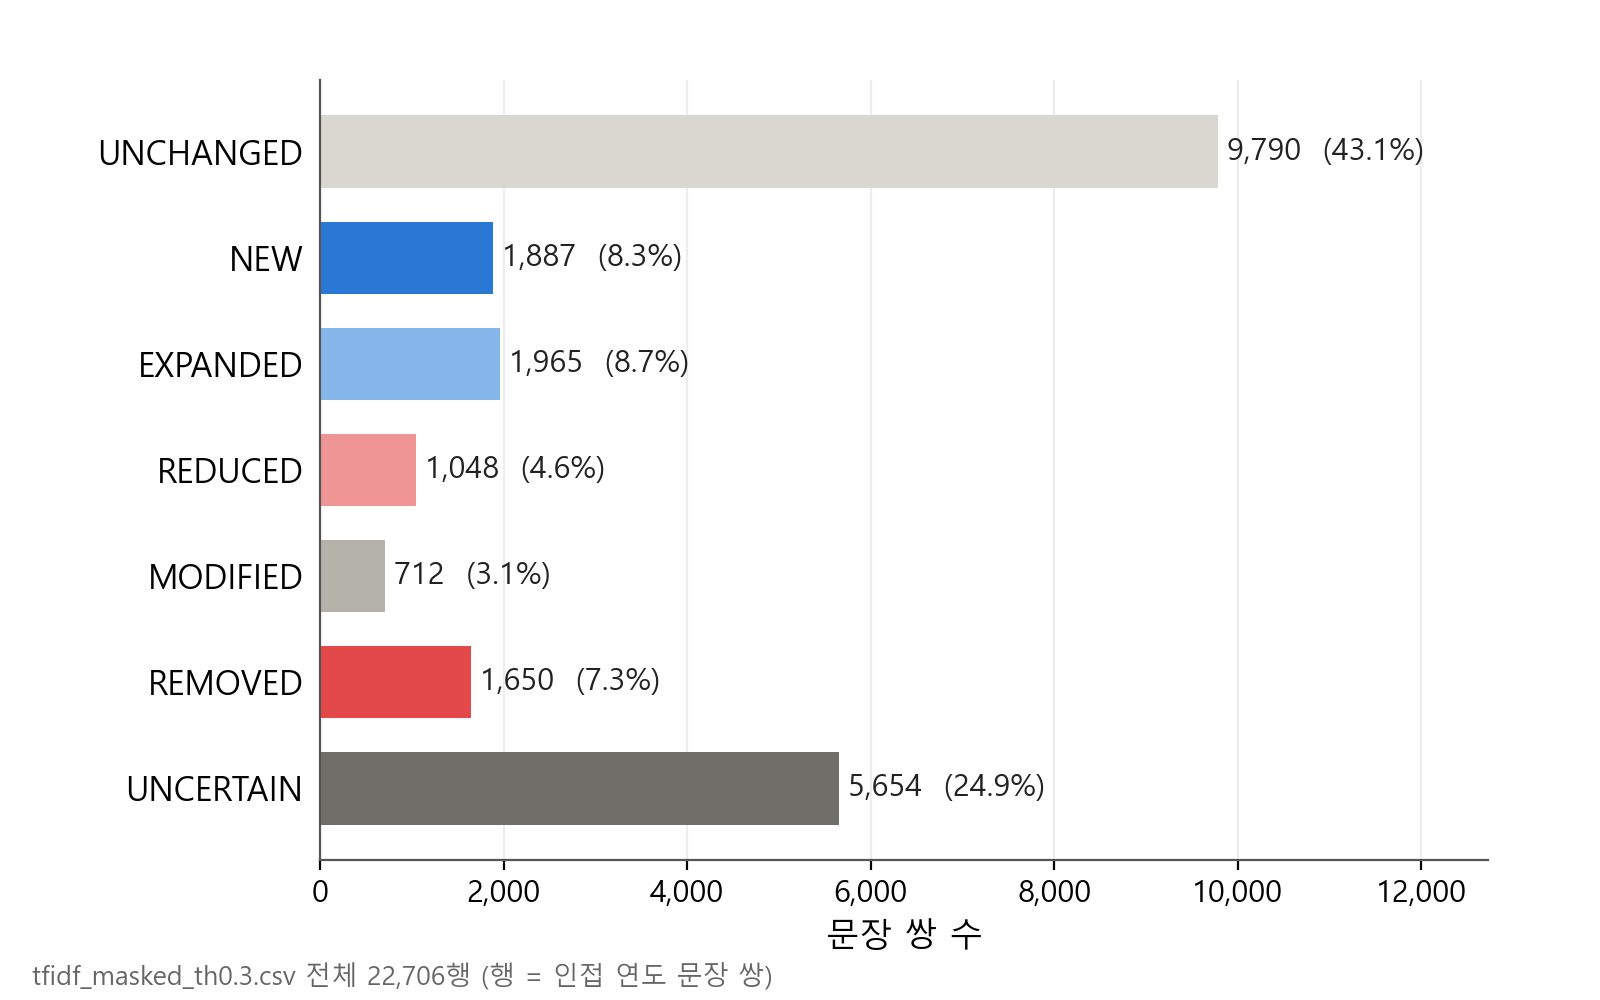 UNCHANGED 9,790 (43.1%)
NEW 1,887 (8.3%)
EXPANDED 1,965 (8.7%)
REDUCED 1,048 (4.6%)
MODIFIED 712 (3.1%)
REMOVED 1,650 (7.3%)
UNCERTAIN 5,654 (24.9%)
0 2,000 4,000 6,000 8,000 10,000 12,000
문장 쌍 수
tfidf_masked_th0.3.csv 전체 22,706행 (행 = 인접 연도 문장 쌍)